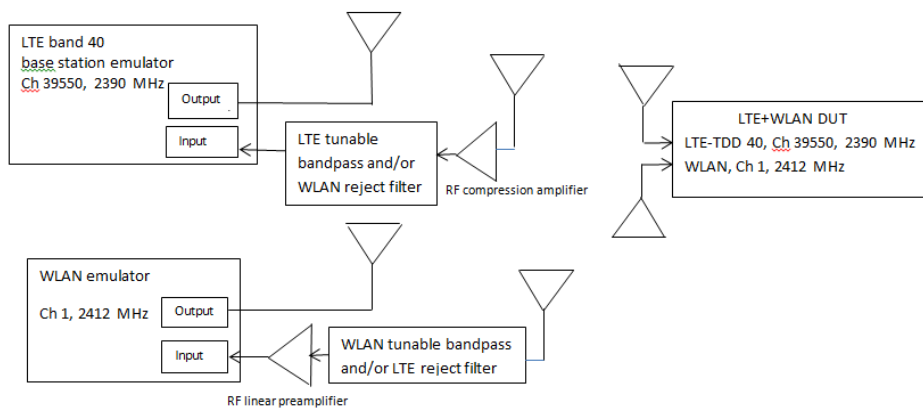 LTE band 40
base station emulator
Ch 39550, 2390 MHz
Output
Input
LTE tunable
bandpass and/or
WLAN reject filter
RF compression amplifier
LTE+WLAN DUT
LTE-TDD 40, Ch 39550, 2390 MHz
WLAN, Ch 1, 2412 MHz
WLAN emulator
Ch 1, 2412 MHz
Output
Input
WLAN tunable bandpass
and/or LTE reject filter
RF linear preamplifier